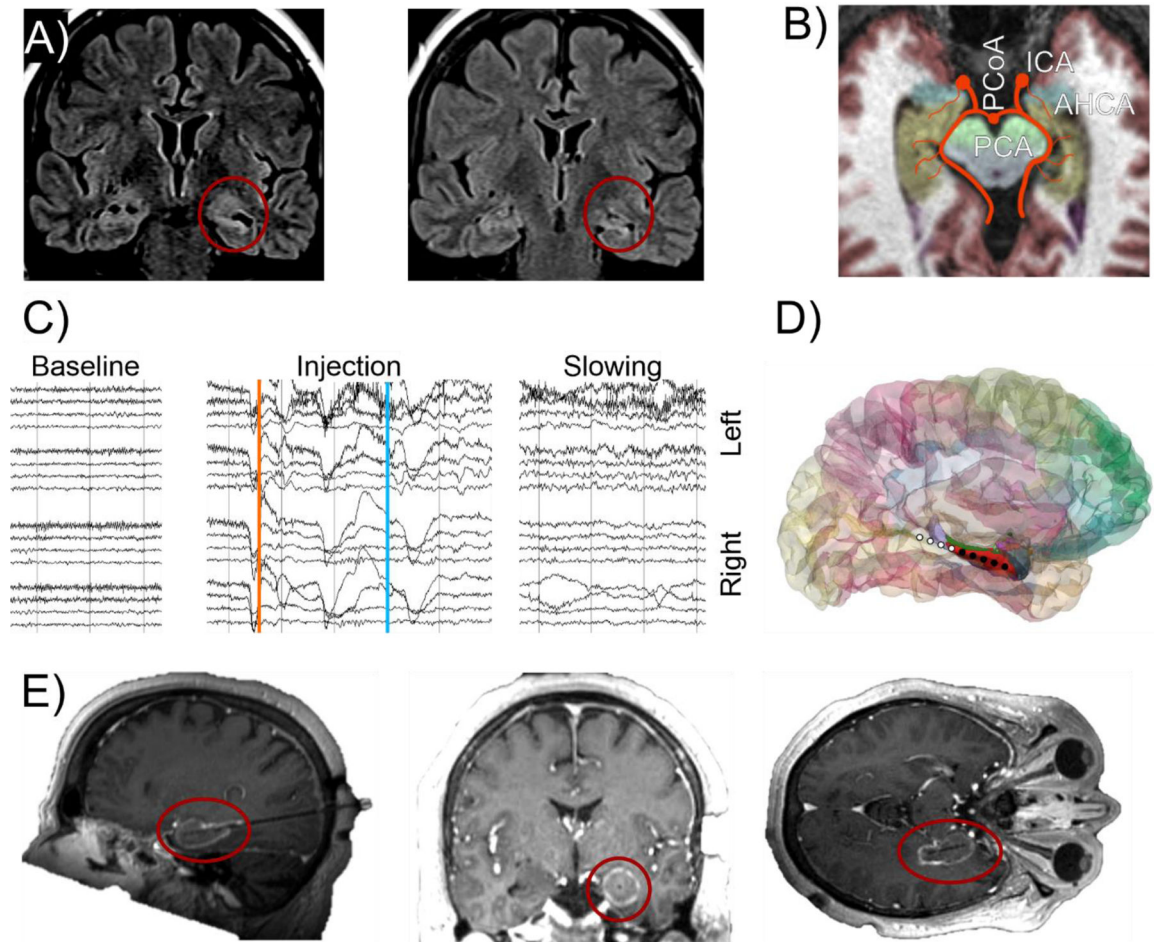 A)
B)
PCoA
ICA
AHCA
PCA
C)
Baseline
Injection
Slowing
Left
Right
D)
E)